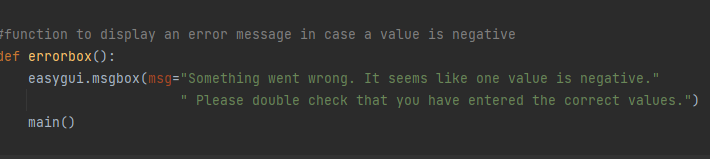 #function to display an error message in case a value is negative
def errorbox():
    easygui.msgbox(msg="Something went wrong. It seems like one value is negative."
                       " Please double check that you have entered the correct values.")
    main()